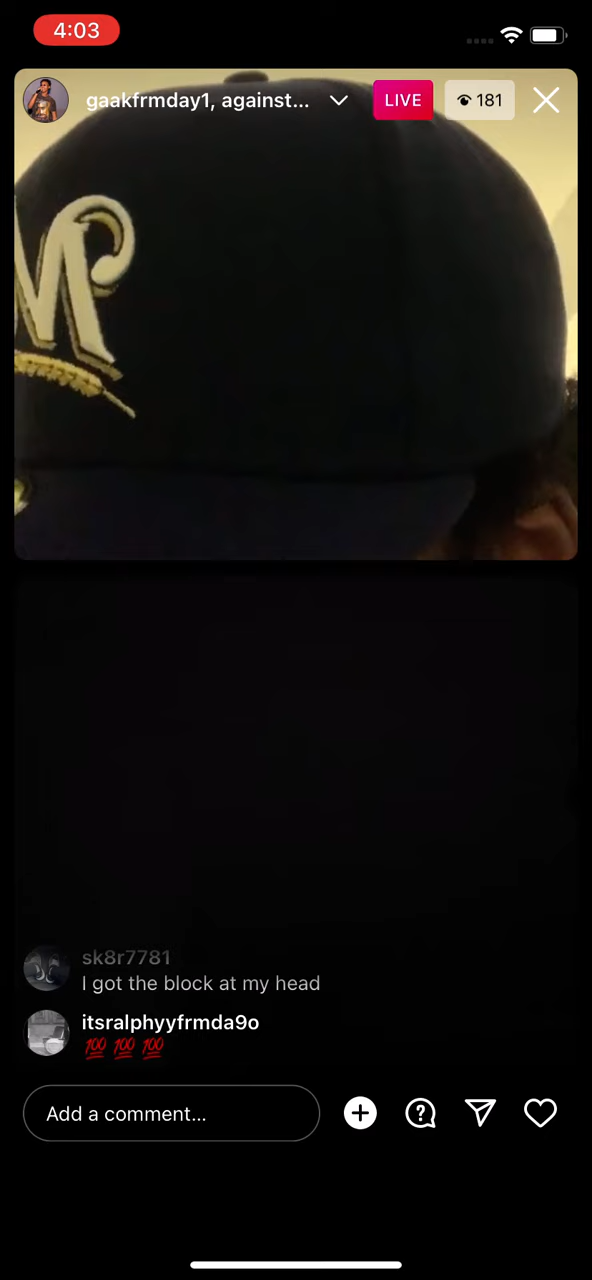 4:03
gaakfrmday1, against...
LIVE
181
M
sk8r7781
I got the block at my head
itsralphyyfrmda9o
💯 💯 💯
Add a comment...